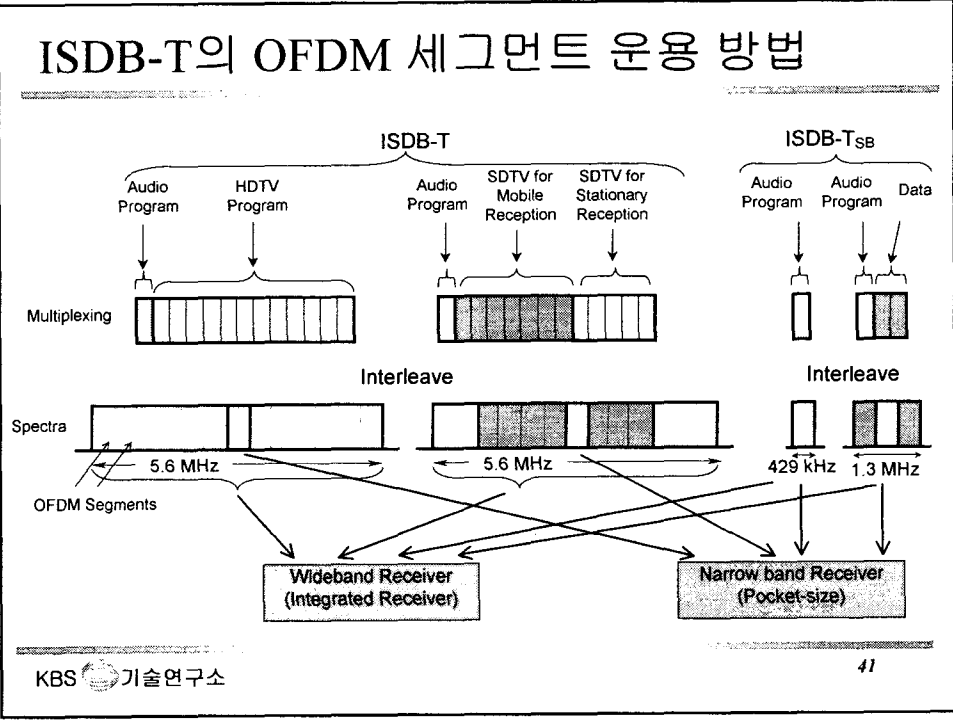 ISDB-T의 OFDM 세그먼트 운용 방법
ISDB-T
ISDB-TSB
Audio
Program
HDTV
Program
Audio
Program
SDTV for
Mobile
Reception
SDTV for
Stationary
Reception
Audio
Program
Audio
Program
Data
Multiplexing
Interleave
Interleave
Spectra
5.6 MHz
5.6 MHz
429 kHz
1.3 MHz
OFDM Segments
Wideband Receiver
(Integrated Receiver)
Narrow band Receiver
(Pocket-size)
KBS 기술연구소
41